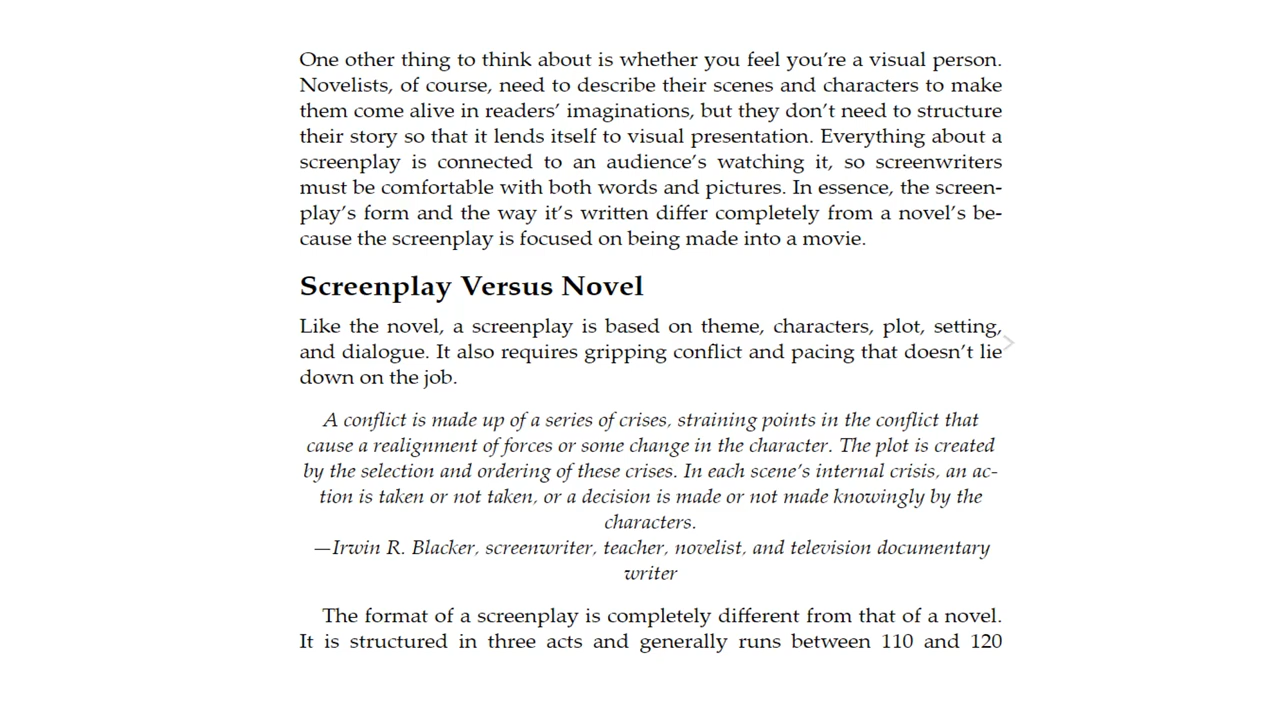 One other thing to think about is whether you feel you’re a visual person.
Novelists, of course, need to describe their scenes and characters to make
them come alive in readers’ imaginations, but they don’t need to structure
their story so that it lends itself to visual presentation. Everything about a
screenplay is connected to an audience’s watching it, so screenwriters
must be comfortable with both words and pictures. In essence, the screen-
play’s form and the way it’s written differ completely from a novel’s be-
cause the screenplay is focused on being made into a movie.
Screenplay Versus Novel
Like the novel, a screenplay is based on theme, characters, plot, setting,
and dialogue. It also requires gripping conflict and pacing that doesn’t lie
down on the job.
A conflict is made up of a series of crises, straining points in the conflict that
cause a realignment of forces or some change in the character. The plot is created
by the selection and ordering of these crises. In each scene’s internal crisis, an ac-
tion is taken or not taken, or a decision is made or not made knowingly by the
characters.
—Irwin R. Blacker, screenwriter, teacher, novelist, and television documentary
writer
The format of a screenplay is completely different from that of a novel.
It is structured in three acts and generally runs between 110 and 120